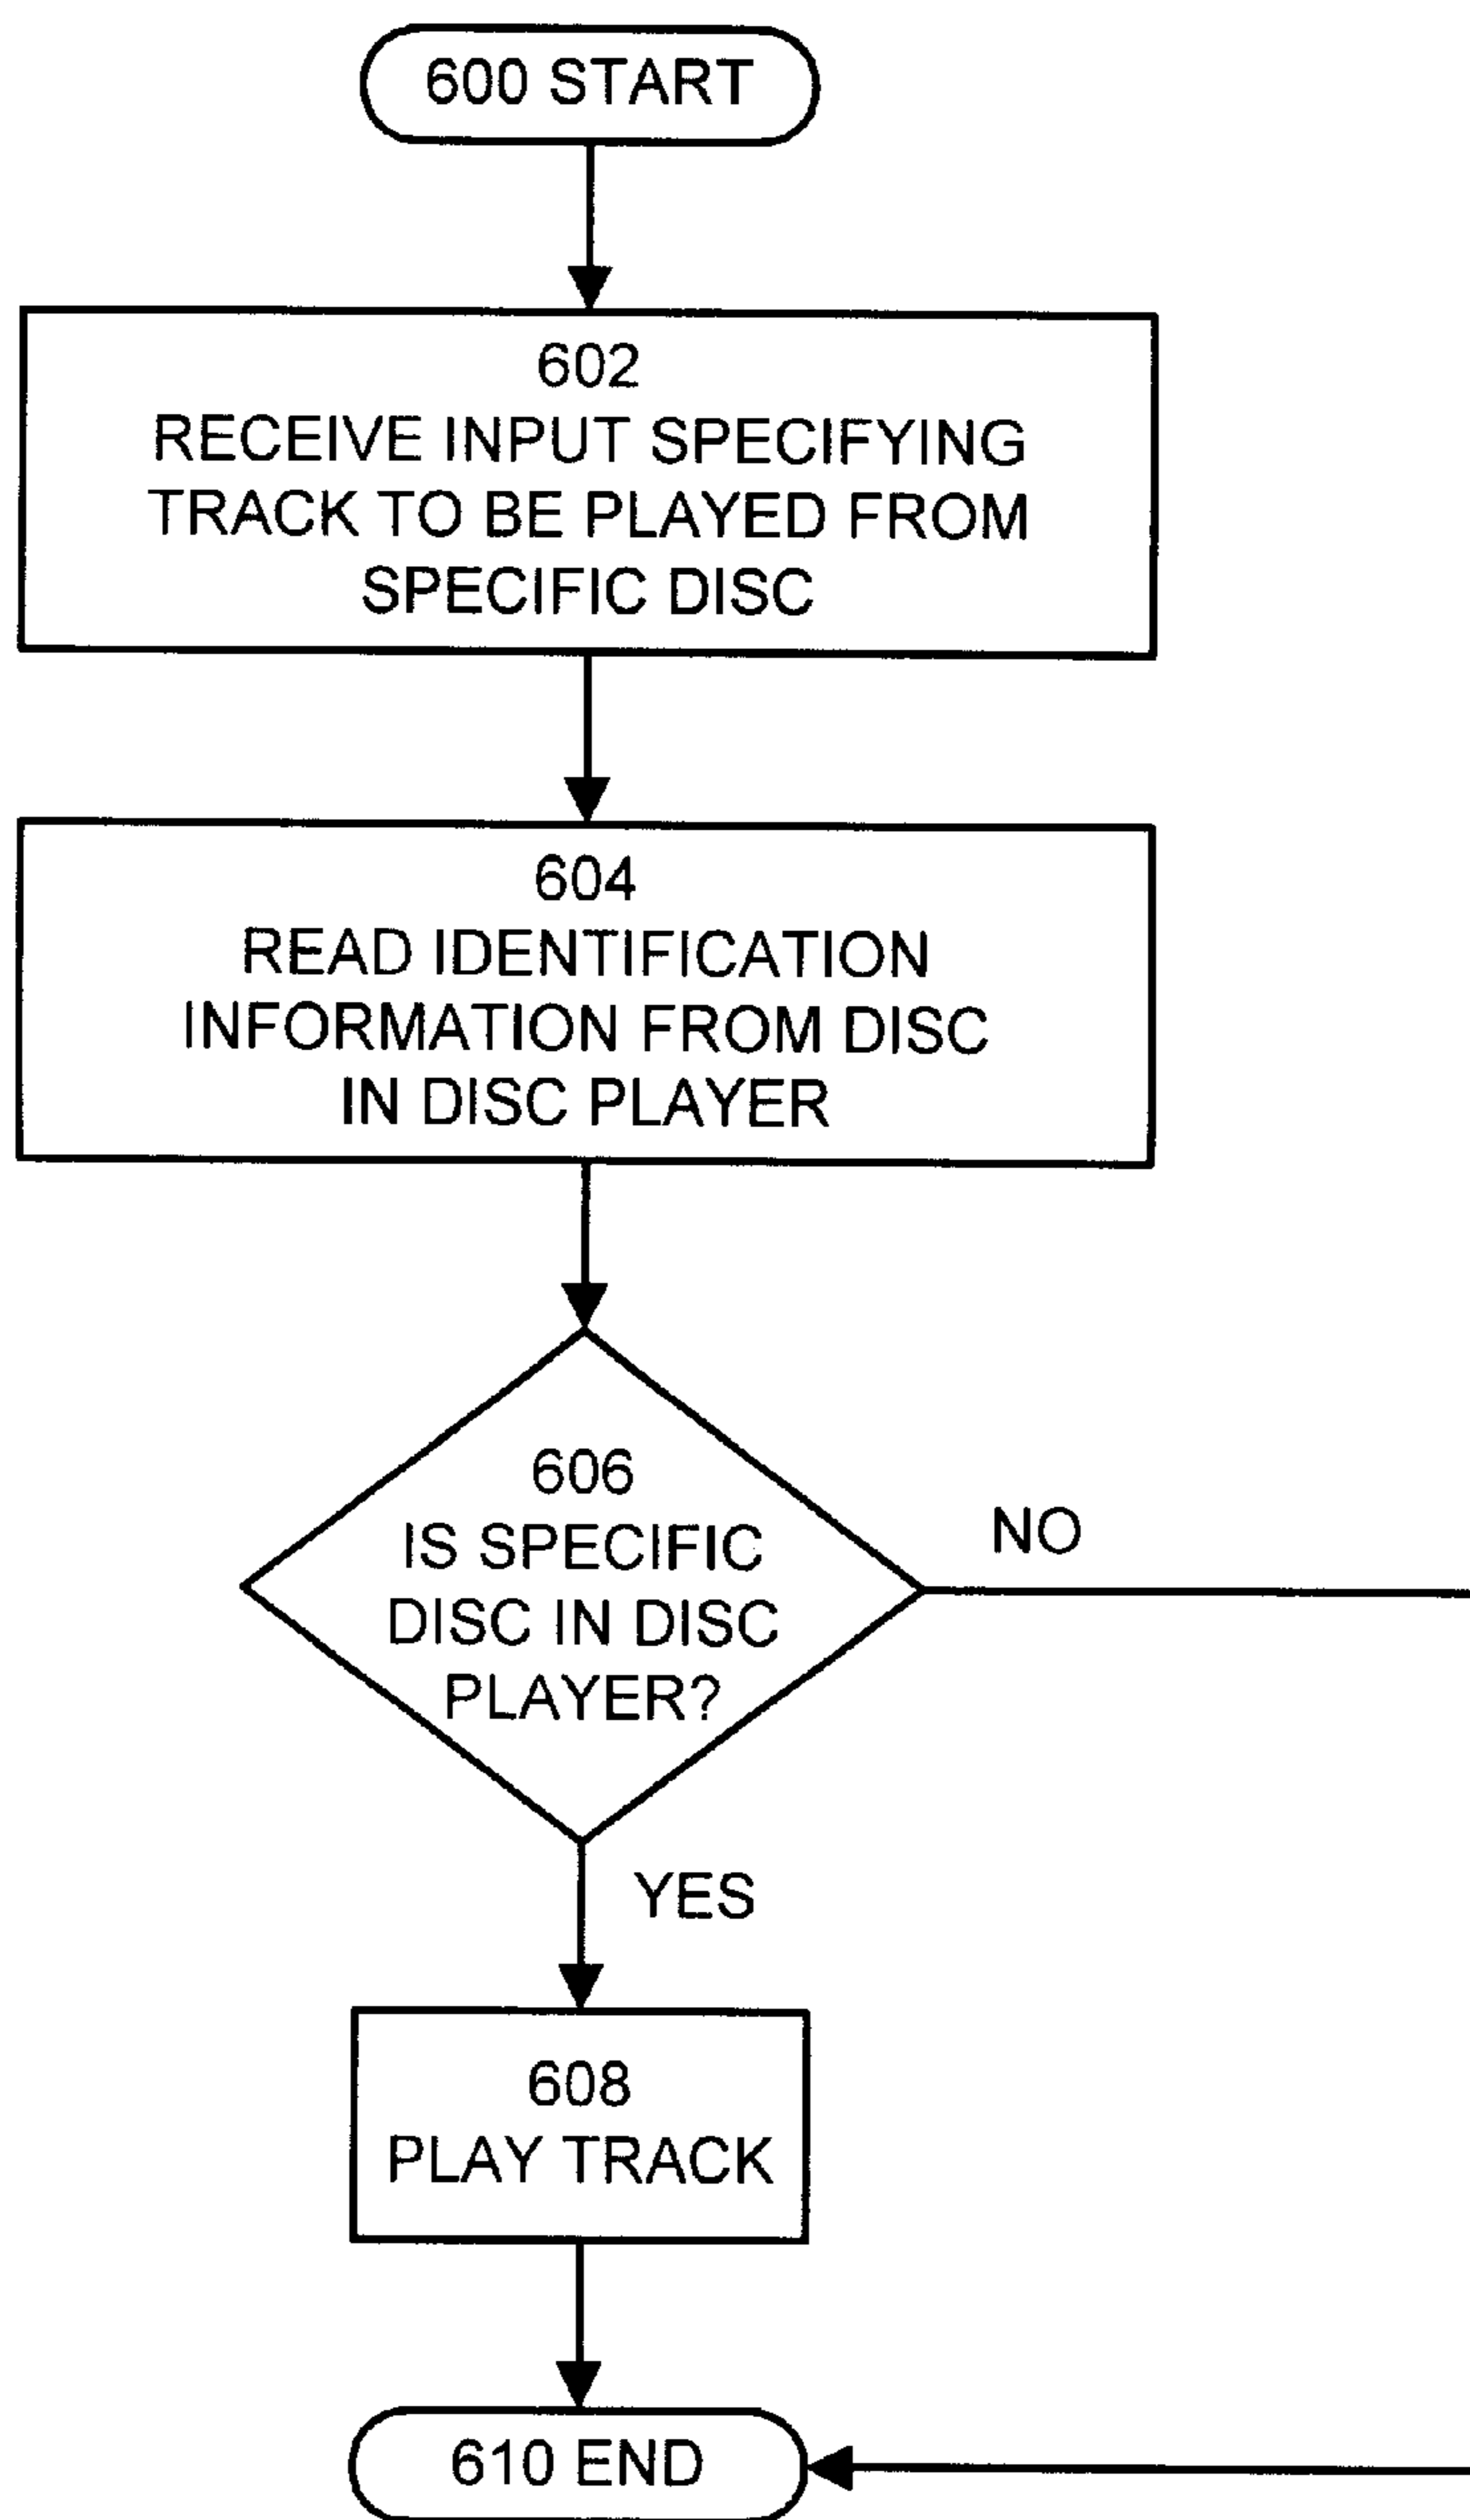 600 START
602
RECEIVE INPUT SPECIFYING
TRACK TO BE PLAYED FROM
SPECIFIC DISC
604
READ IDENTIFICATION
INFORMATION FROM DISC
IN DISC PLAYER
606
IS SPECIFIC
DISC IN DISC
PLAYER?
NO
YES
608
PLAY TRACK
610 END